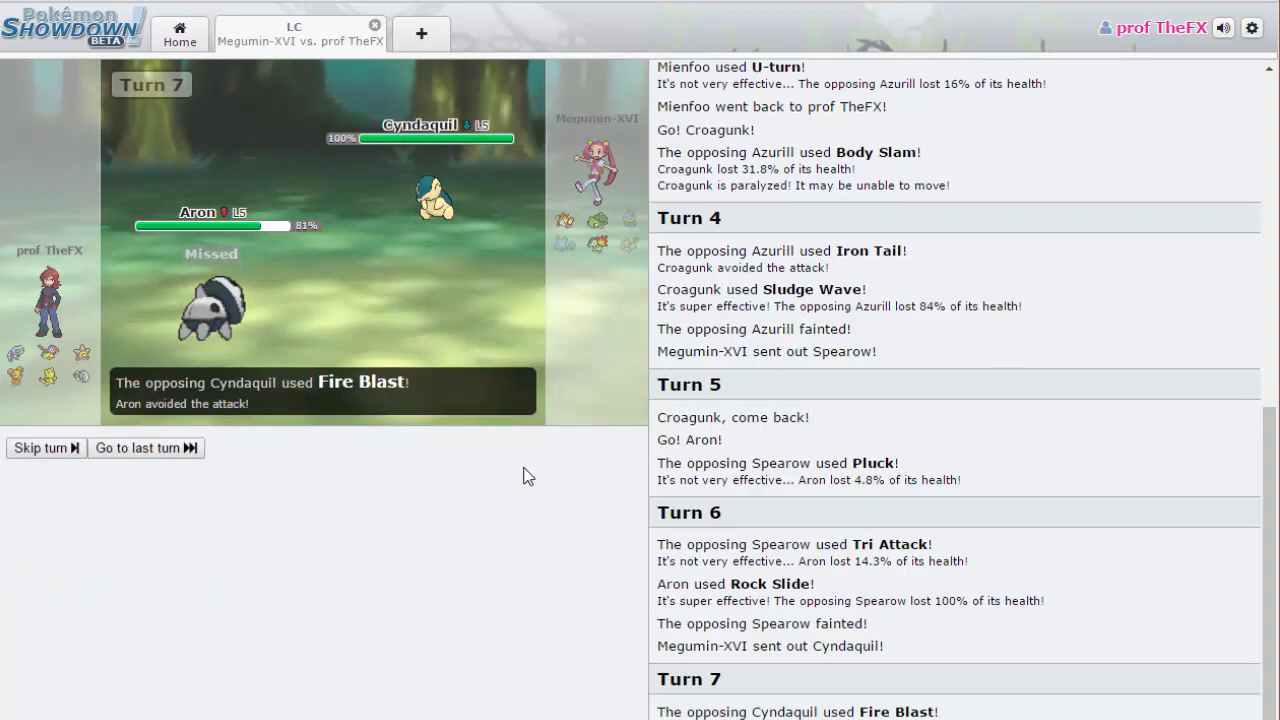 Pokémon
SHOWDOWN
BETA
Home
LC
Megumin-XVI vs. prof TheFX
+
prof TheFX
Turn 7
Cyndaquil L5
100%
Aron L5
81%
Missed
The opposing Cyndaquil used Fire Blast!
Aron avoided the attack!
prof TheFX
Megumin-XVI
Skip turn
Go to last turn
Mienfoo used U-turn!
It's not very effective... The opposing Azurill lost 16% of its health!
Mienfoo went back to prof TheFX!
Go! Croagunk!
The opposing Azurill used Body Slam!
Croagunk lost 31.8% of its health!
Croagunk is paralyzed! It may be unable to move!
Turn 4
The opposing Azurill used Iron Tail!
Croagunk avoided the attack!
Croagunk used Sludge Wave!
It's super effective! The opposing Azurill lost 84% of its health!
The opposing Azurill fainted!
Megumin-XVI sent out Spearow!
Turn 5
Croagunk, come back!
Go! Aron!
The opposing Spearow used Pluck!
It's not very effective... Aron lost 4.8% of its health!
Turn 6
The opposing Spearow used Tri Attack!
It's not very effective... Aron lost 14.3% of its health!
Aron used Rock Slide!
It's super effective! The opposing Spearow lost 100% of its health!
The opposing Spearow fainted!
Megumin-XVI sent out Cyndaquil!
Turn 7
The opposing Cyndaquil used Fire Blast!